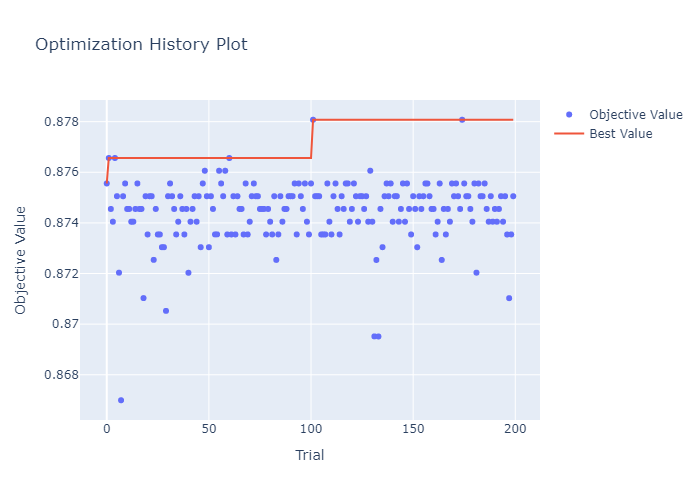 Optimization History Plot
Objective Value
Best Value
0.878
0.876
0.874
0.872
0.87
0.868
Objective Value
0
50
100
150
200
Trial